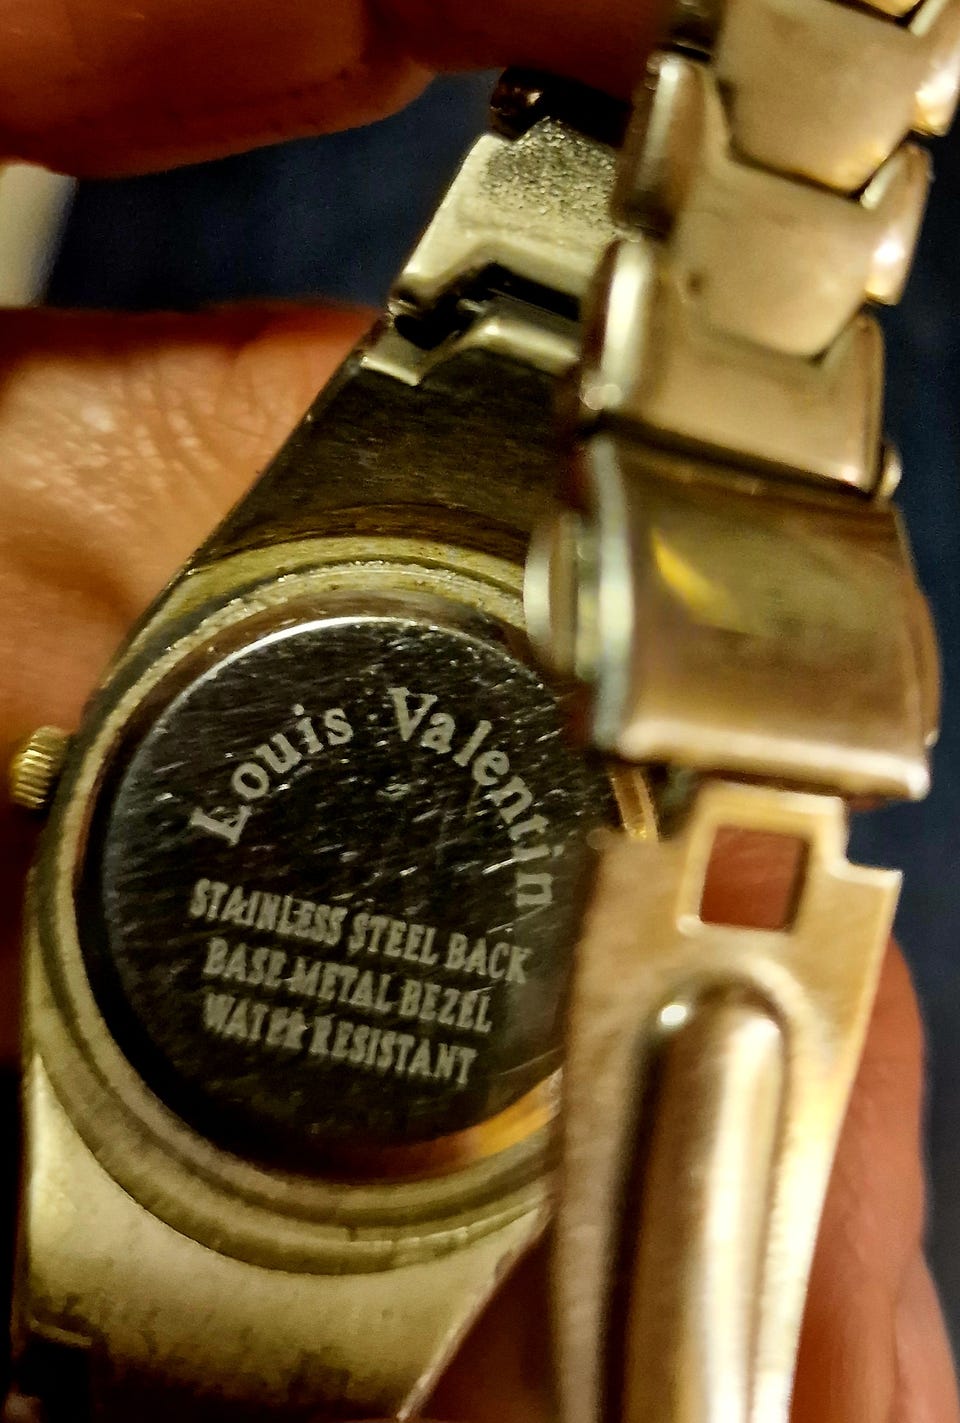 Louis Valentin
STAINLESS STEEL BACK
BASE METAL BEZEL
WATER RESISTANT